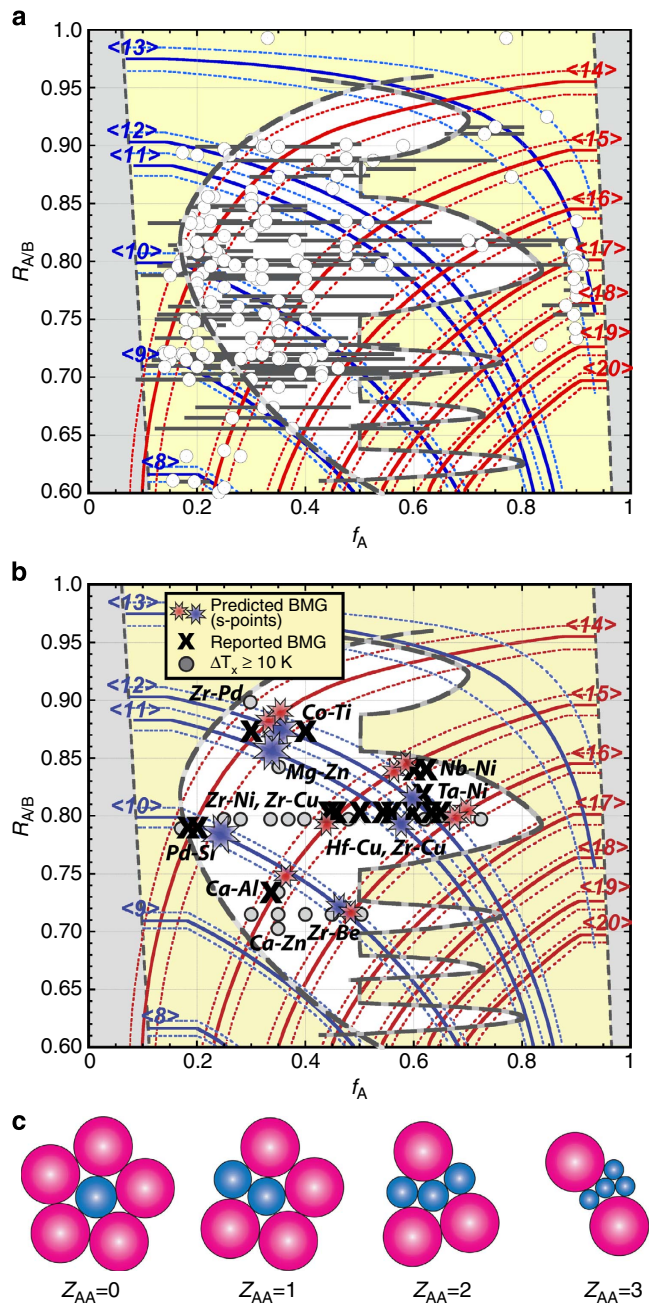 a
1.0
0.95
0.90
0.85
0.80
0.75
0.70
0.65
0.60
R_A/B
<13>
<12>
<11>
<10>
<9>
<8>
<14>
<15>
<16>
<17>
<18>
<19>
<20>
0 0.2 0.4 0.6 0.8 1
f_A
b
1.0
0.95
0.90
0.85
0.80
0.75
0.70
0.65
0.60
R_A/B
<13>
<12>
<11>
<10>
<9>
<8>
<14>
<15>
<16>
<17>
<18>
<19>
<20>
Predicted BMG
(s-points)
X Reported BMG
ΔT_x ≥ 10 K
Zr-Pd
Co-Ti
Mg-Zn
Nb-Ni
Ta-Ni
Zr-Ni, Zr-Cu
Hf-Cu, Zr-Cu
Pd-Si
Ca-Al
Zr-Be
Ca-Zn
0 0.2 0.4 0.6 0.8 1
f_A
c
Z_AA=0 Z_AA=1 Z_AA=2 Z_AA=3